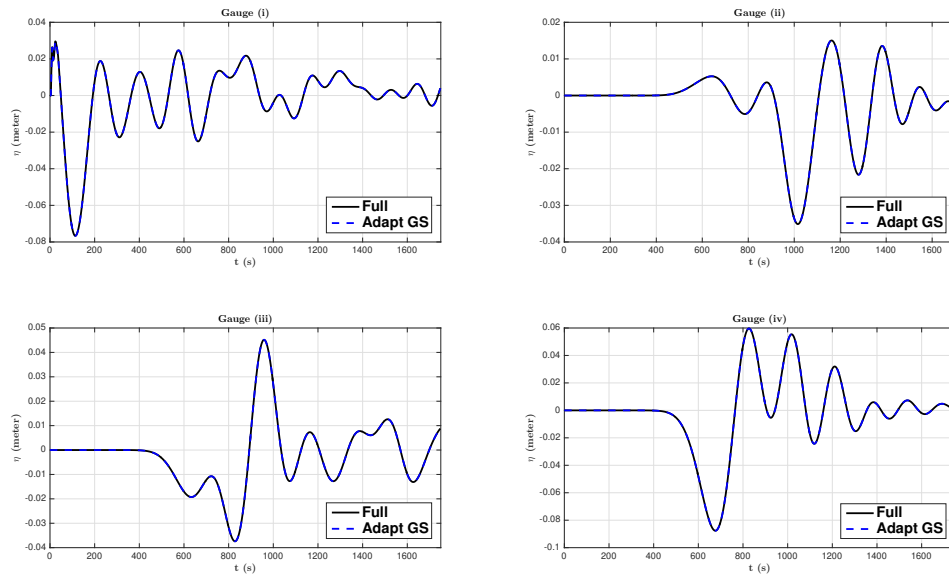 Gauge (i)
η (meter)
0.04
0.02
0
-0.02
-0.04
-0.06
-0.08
Full
Adapt GS
0 200 400 600 800 1000 1200 1400 1600
t (s)
Gauge (ii)
η (meter)
0.02
0.01
0
-0.01
-0.02
-0.03
-0.04
Full
Adapt GS
0 200 400 600 800 1000 1200 1400 1600
t (s)
Gauge (iii)
η (meter)
0.05
0.04
0.03
0.02
0.01
0
-0.01
-0.02
-0.03
-0.04
Full
Adapt GS
0 200 400 600 800 1000 1200 1400 1600
t (s)
Gauge (iv)
η (meter)
0.06
0.04
0.02
0
-0.02
-0.04
-0.06
-0.08
-0.1
Full
Adapt GS
0 200 400 600 800 1000 1200 1400 1600
t (s)